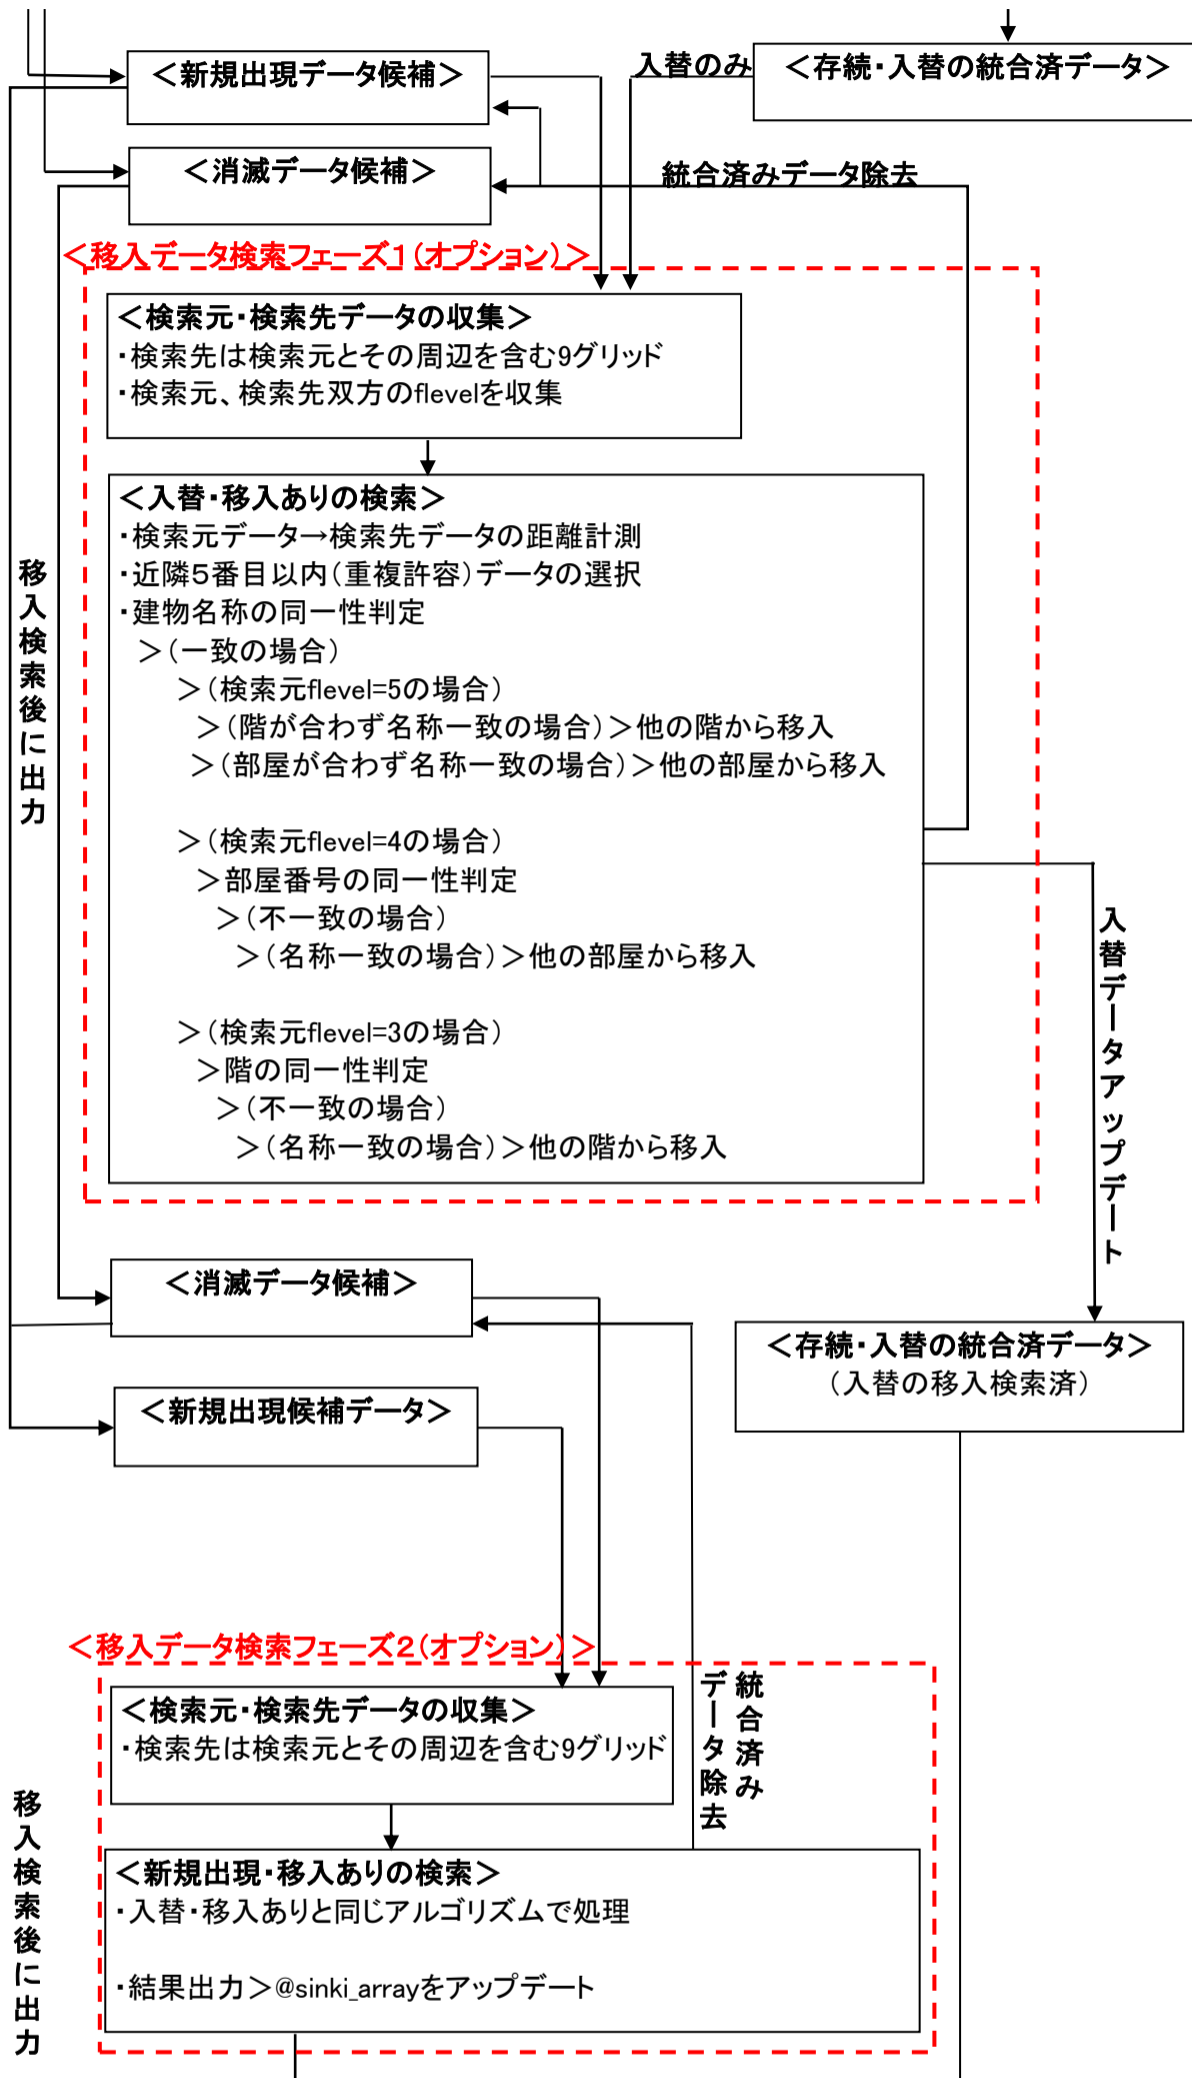 ＜新規出現データ候補＞
入替のみ
＜存続・入替の統合済データ＞
＜消滅データ候補＞
統合済みデータ除去
＜移入データ検索フェーズ１（オプション）＞
＜検索元・検索先データの収集＞
・検索先は検索元とその周辺を含む9グリッド
・検索元、検索先双方のflevelを収集
＜入替・移入ありの検索＞
・検索元データ→検索先データの距離計測
・近隣５番目以内（重複許容）データの選択
・建物名称の同一性判定
＞（一致の場合）
＞（検索元flevel=5の場合）
＞（階が合わず名称一致の場合）＞他の階から移入
＞（部屋が合わず名称一致の場合）＞他の部屋から移入
＞（検索元flevel=4の場合）
＞部屋番号の同一性判定
＞（不一致の場合）
＞（名称一致の場合）＞他の部屋から移入
＞（検索元flevel=3の場合）
＞階の同一性判定
＞（不一致の場合）
＞（名称一致の場合）＞他の階から移入
移入検索後に出力
入替データアップデート
＜消滅データ候補＞
＜存続・入替の統合済データ＞
（入替の移入検索済）
＜新規出現候補データ＞
＜移入データ検索フェーズ２（オプション）＞
＜検索元・検索先データの収集＞
・検索先は検索元とその周辺を含む9グリッド
統合済み
データ除去
＜新規出現・移入ありの検索＞
・入替・移入ありと同じアルゴリズムで処理
・結果出力＞@sinki_arrayをアップデート
移入検索後に出力